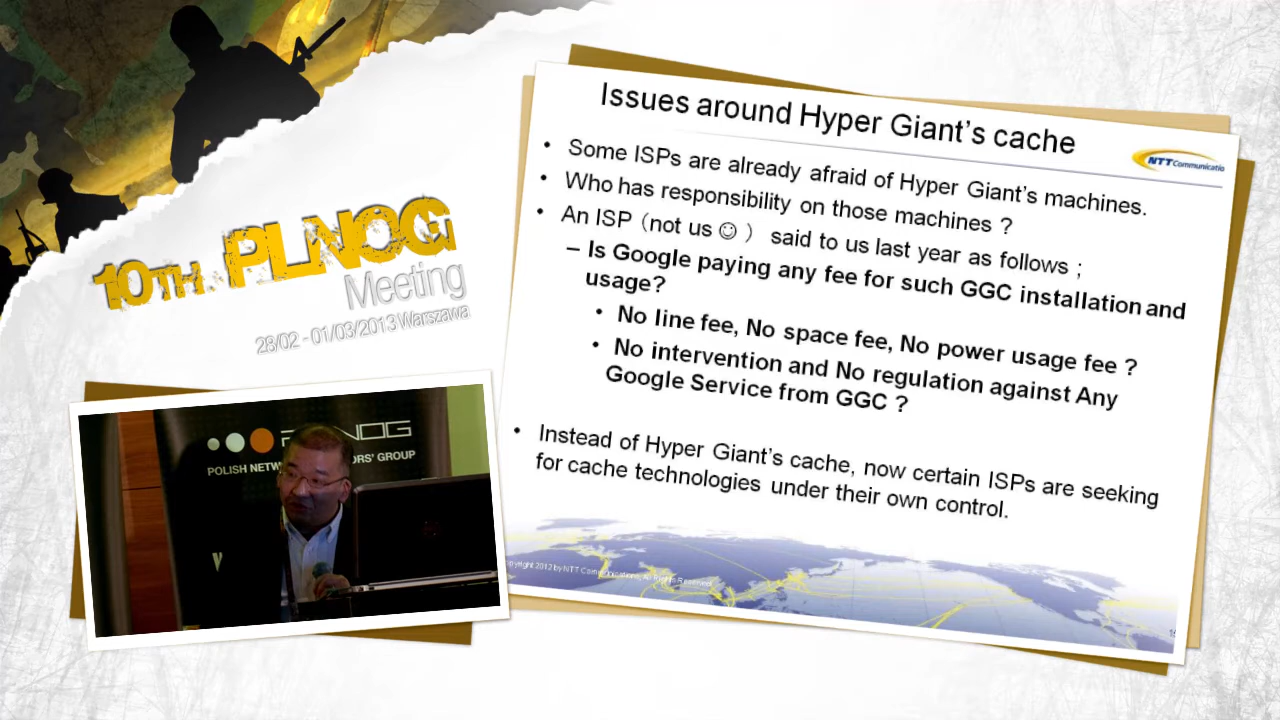 10TH. PLNOG
Meeting
28/02 - 01/03/2013 Warszawa
PLNOG
POLISH NETW ORS' GROUP
Issues around Hyper Giant's cache
NTT Communicatio
• Some ISPs are already afraid of Hyper Giant's machines.
• Who has responsibility on those machines ?
• An ISP (not us ☺ ) said to us last year as follows ;
– Is Google paying any fee for such GGC installation and
usage?
• No line fee, No space fee, No power usage fee ?
• No intervention and No regulation against Any
Google Service from GGC ?
• Instead of Hyper Giant's cache, now certain ISPs are seeking
for cache technologies under their own control.
opyright 2012 by NTT Communications, All Rights Reserved